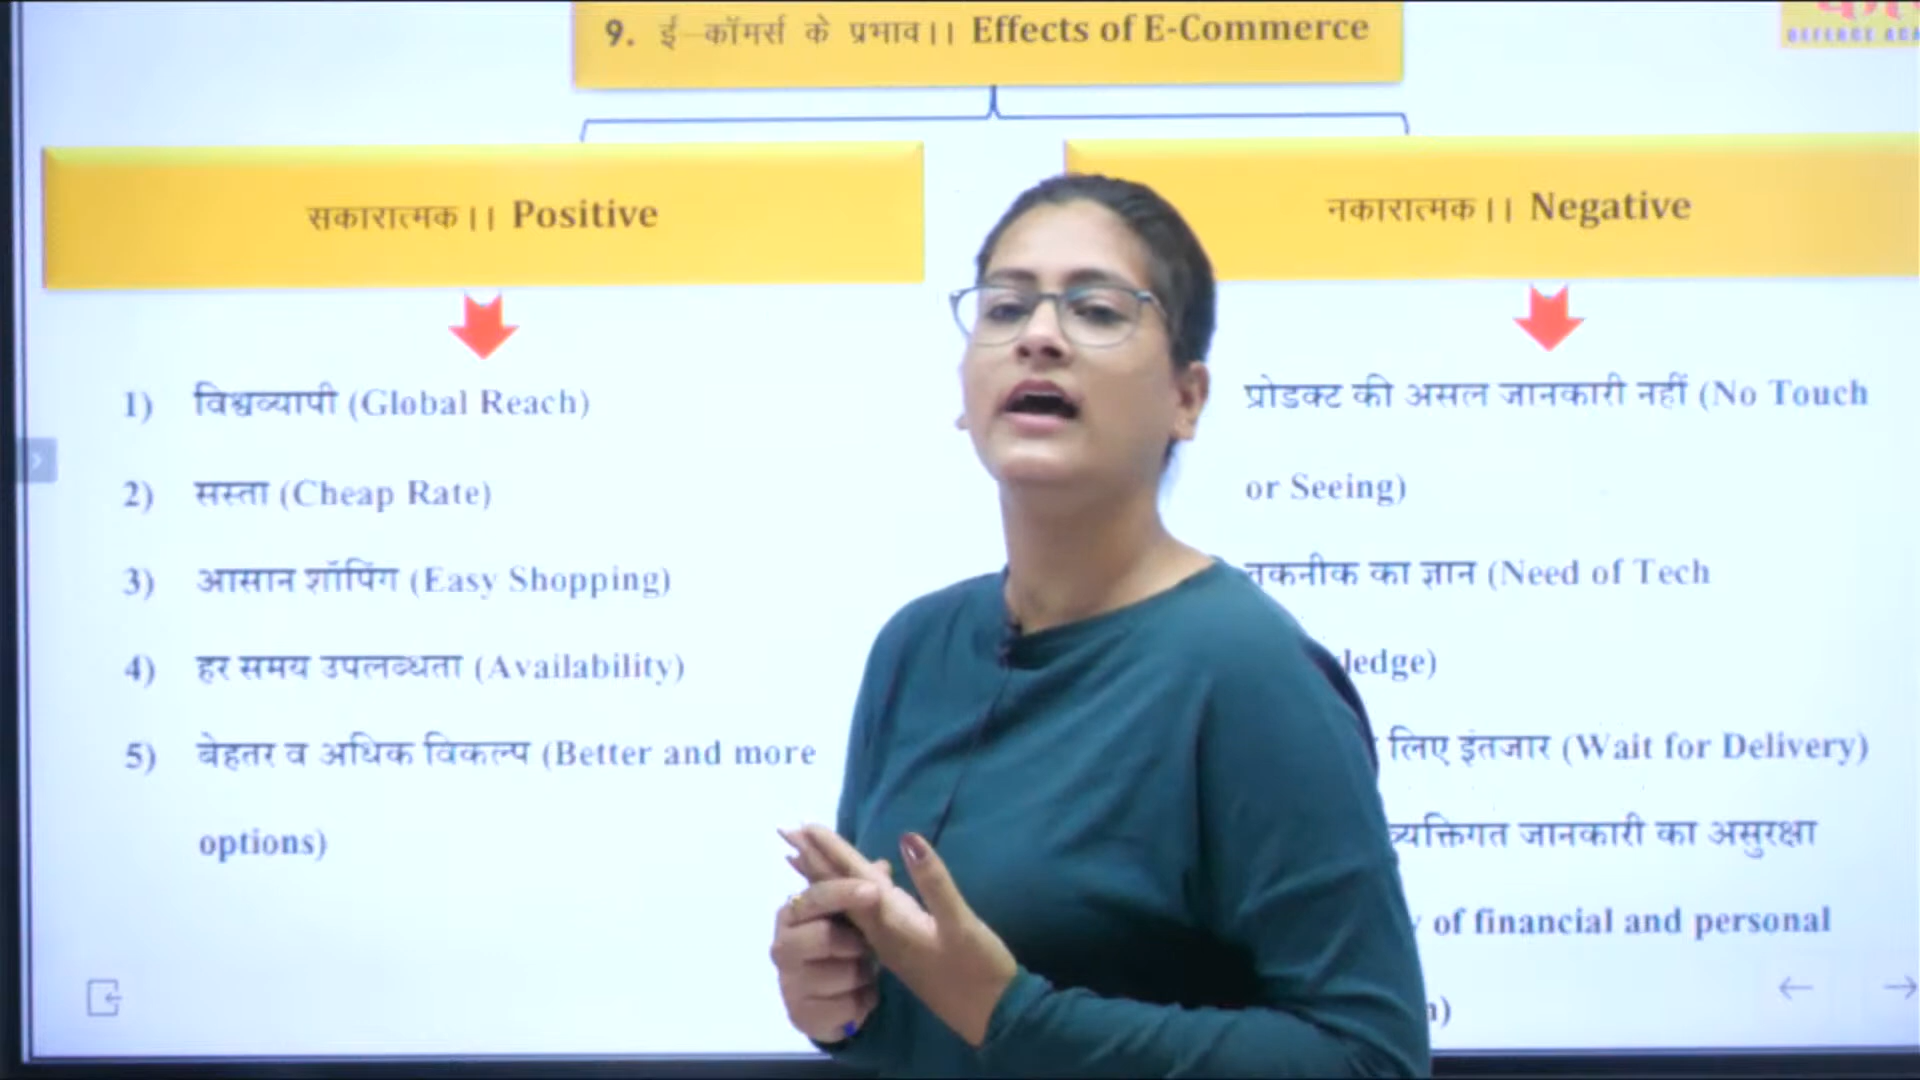 9. ई-कॉमर्स के प्रभाव।। Effects of E-Commerce
DEFENCE
सकारात्मक।। Positive
नकारात्मक।। Negative
1) विश्वव्यापी (Global Reach)
2) सस्ता (Cheap Rate)
3) आसान शॉपिंग (Easy Shopping)
4) हर समय उपलब्धता (Availability)
5) बेहतर व अधिक विकल्प (Better and more
options)
प्रोडक्ट की असल जानकारी नहीं (No Touch
or Seeing)
तकनीक का ज्ञान (Need of Tech
ledge)
लिए इंतजार (Wait for Delivery)
व्यक्तिगत जानकारी का असुरक्षा
of financial and personal